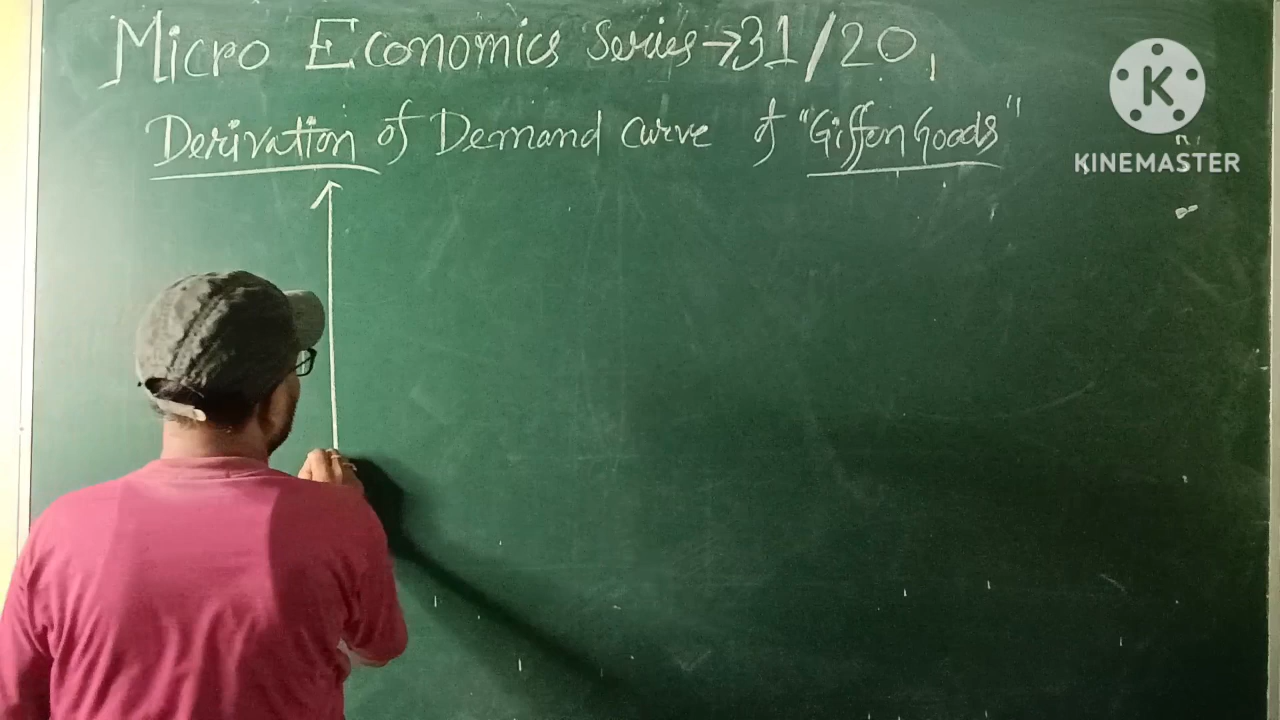 Micro Economics Series→31/20,
Derivation of Demand Curve of "Giffen Goods"
K
KINEMASTER